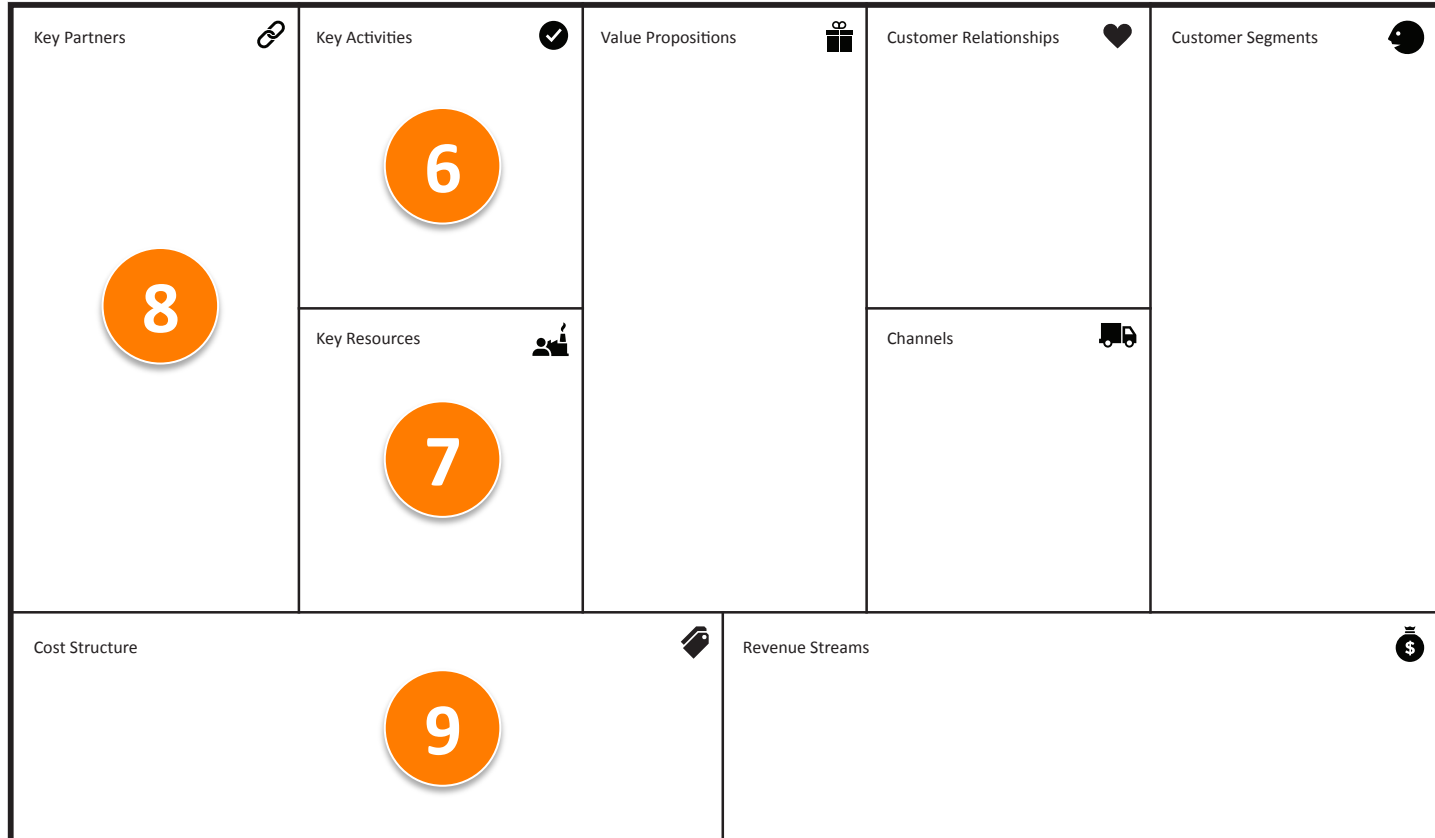 Key Partners
Key Activities
Value Propositions
Customer Relationships
Customer Segments
6
8
Key Resources
Channels
7
Cost Structure
Revenue Streams
$
9